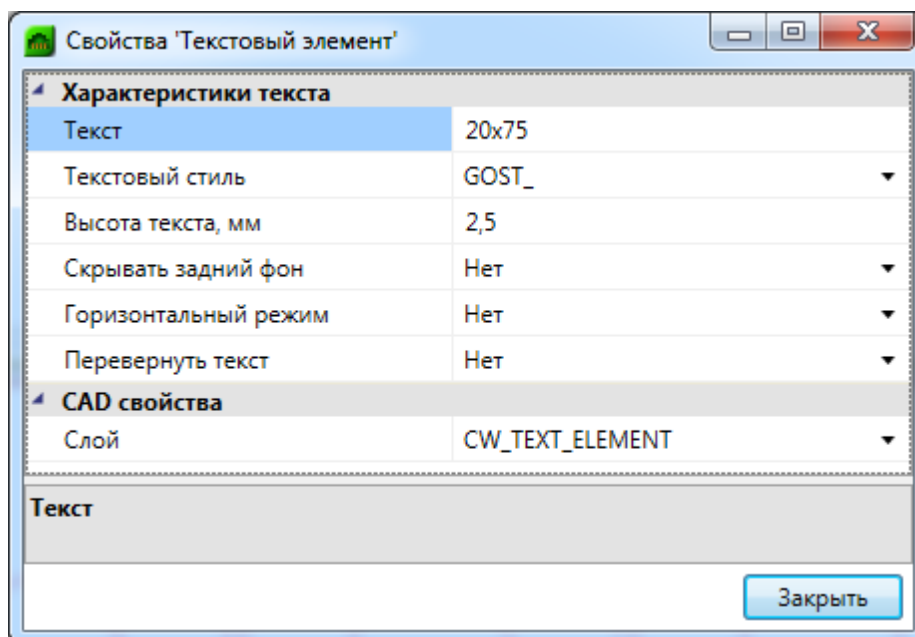 Свойства 'Текстовый элемент'
Характеристики текста
Текст 20x75
Текстовый стиль GOST_
Высота текста, мм 2,5
Скрывать задний фон Нет
Горизонтальный режим Нет
Перевернуть текст Нет
CAD свойства
Слой CW_TEXT_ELEMENT
Текст
Закрыть